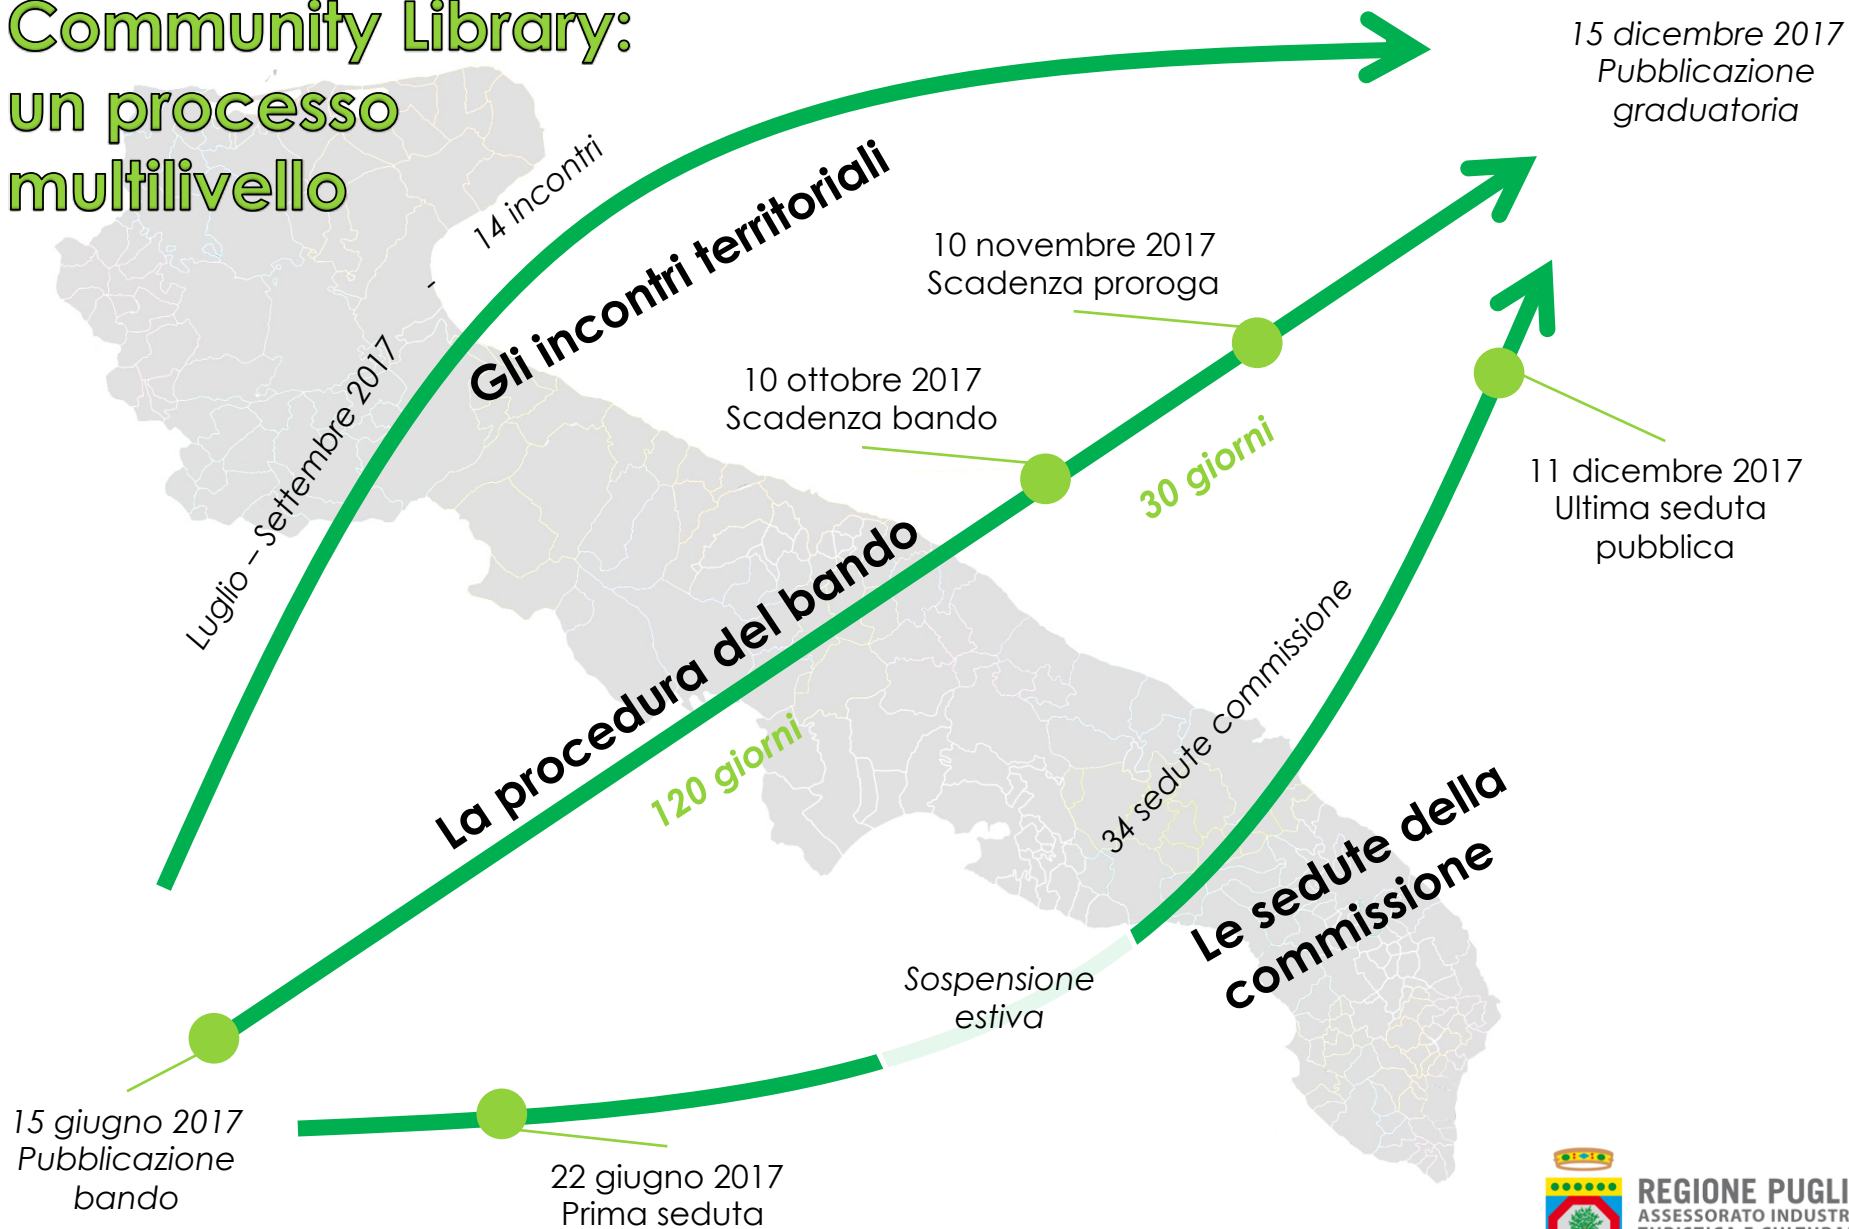 Community Library:
un processo
multilivello
15 dicembre 2017
Pubblicazione
graduatoria
14 incontri
Gli incontri territoriali
Luglio – Settembre 2017
10 novembre 2017
Scadenza proroga
10 ottobre 2017
Scadenza bando
30 giorni
11 dicembre 2017
Ultima seduta
pubblica
La procedura del bando
120 giorni
34 sedute commissione
Le sedute della
commissione
Sospensione
estiva
15 giugno 2017
Pubblicazione
bando
22 giugno 2017
Prima seduta
REGIONE PUGLI
ASSESSORATO INDUSTR